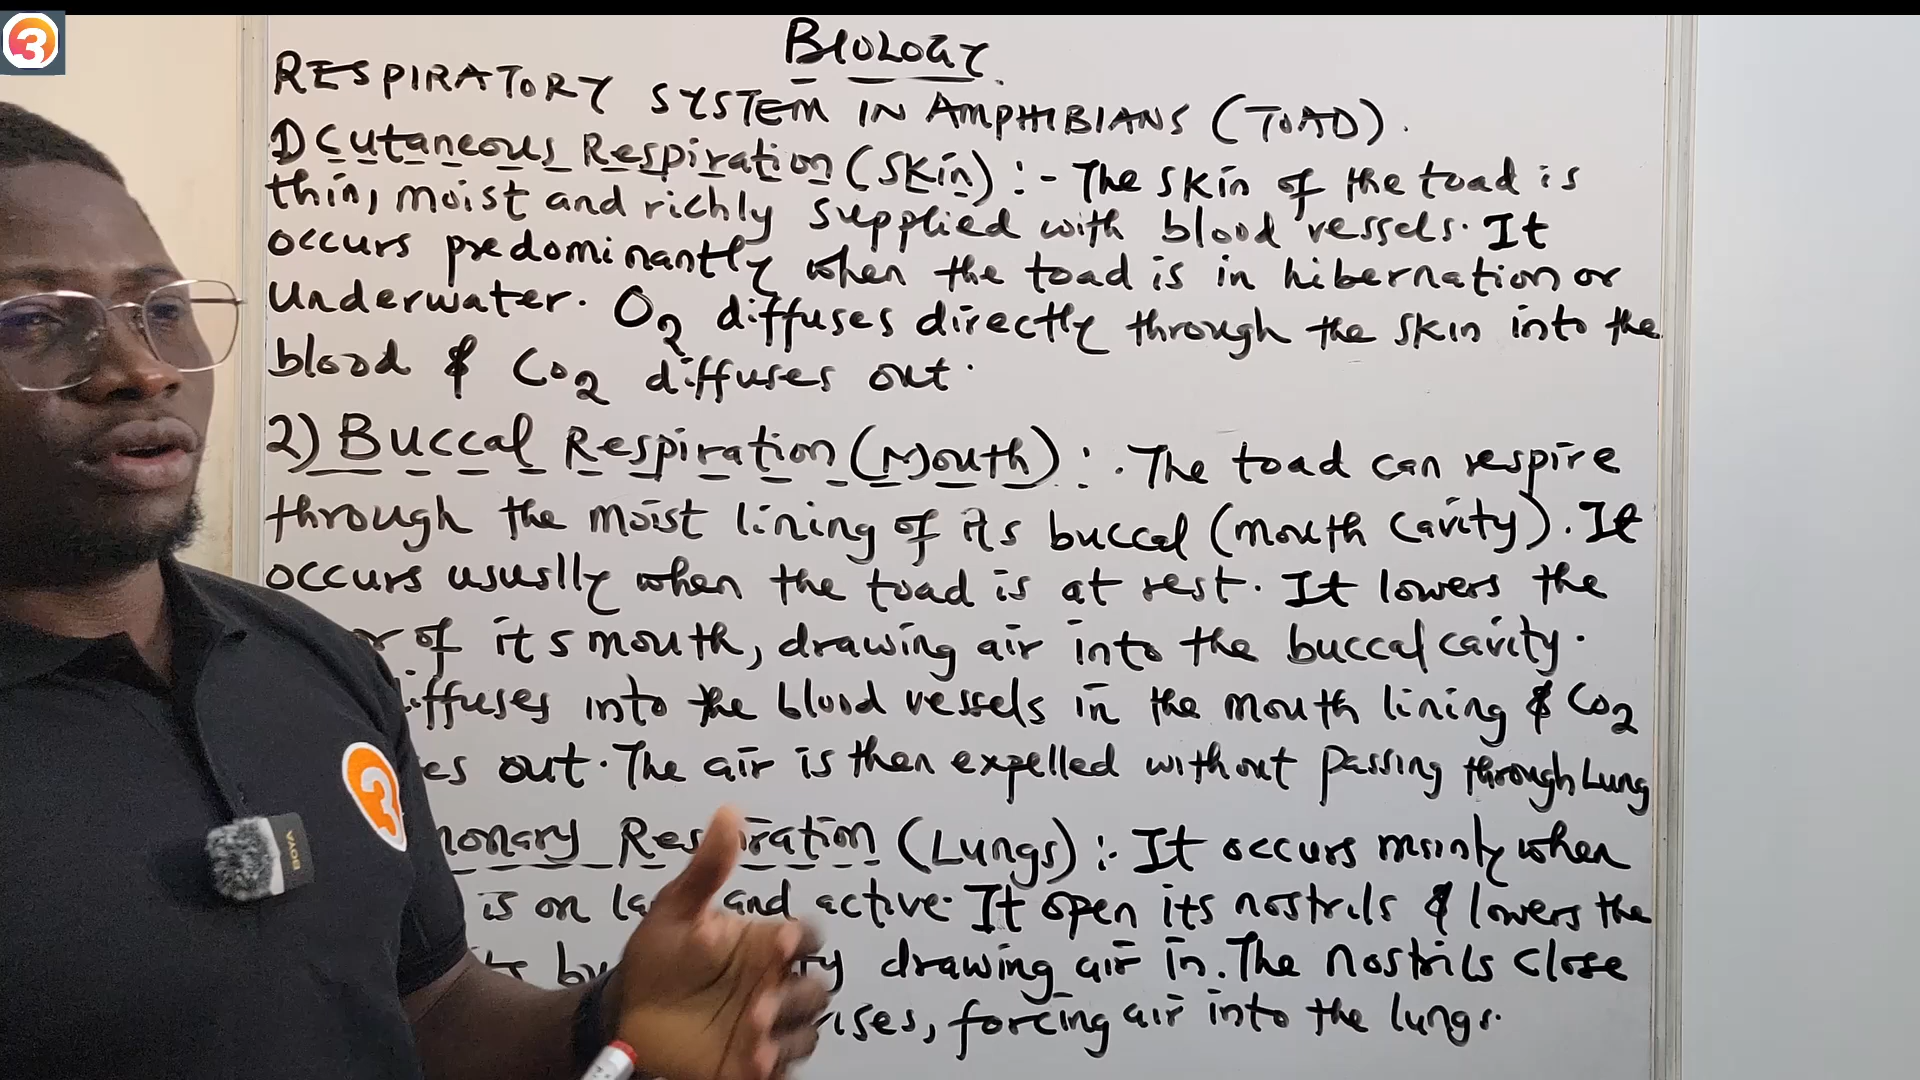 3
BIOLOGY.
RESPIRATORY SYSTEM IN AMPHIBIANS (TOAD).
1) Cutaneous Respiration (Skin) :- The skin of the toad is
thin, moist and richly supplied with blood vessels. It
occurs predominantly when the toad is in hibernation or
underwater. O2 diffuses directly through the skin into the
blood & CO2 diffuses out.
2) Buccal Respiration (Mouth) :. The toad can respire
through the moist lining of its buccal (mouth cavity). It
occurs ususlly when the toad is at rest. It lowers the
of its mouth, drawing air into the buccal cavity.
iffuses into the blood vessels in the mouth lining & CO2
es out. The air is then expelled without passing through Lung
monary Respiration (Lungs) :- It occurs mainly when
is on la and active. It open its nostrils & lowers the
drawing air in. The nostrils close
ises, forcing air into the lungs.
3
BOYA